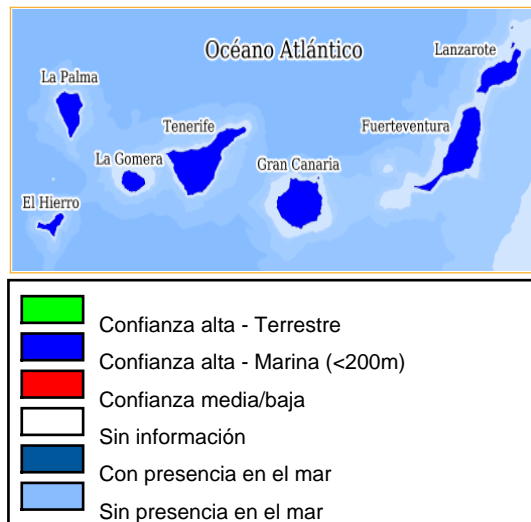 Océano Atlántico
Lanzarote
La Palma
Tenerife
Fuerteventura
La Gomera
Gran Canaria
El Hierro
Confianza alta - Terrestre
Confianza alta - Marina (<200m)
Confianza media/baja
Sin información
Con presencia en el mar
Sin presencia en el mar